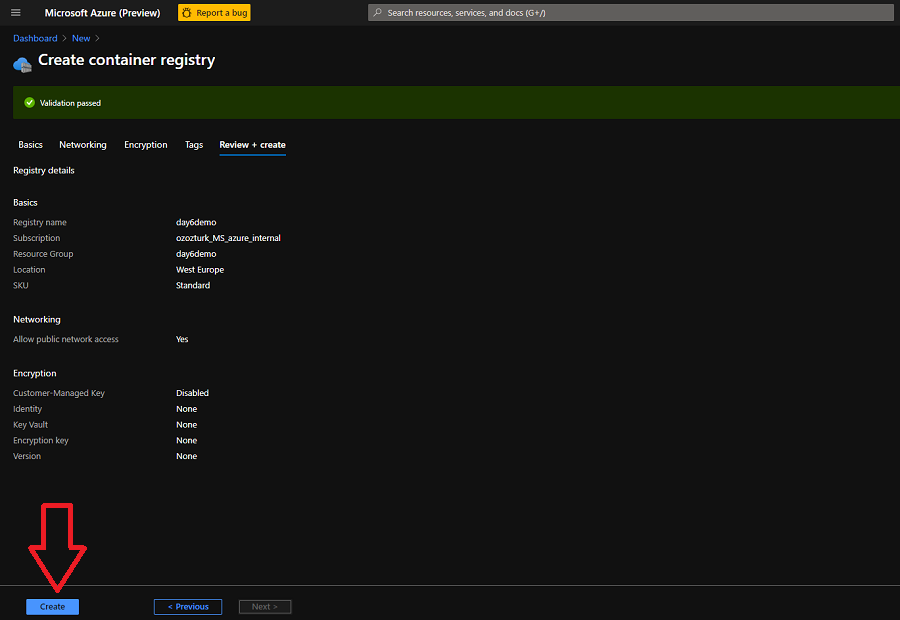 Microsoft Azure (Preview) Report a bug Search resources, services, and docs (G+/)
Dashboard > New >
Create container registry
Validation passed
Basics Networking Encryption Tags Review + create
Registry details
Basics
Registry name day6demo
Subscription ozozturk_MS_azure_internal
Resource Group day6demo
Location West Europe
SKU Standard
Networking
Allow public network access Yes
Encryption
Customer-Managed Key Disabled
Identity None
Key Vault None
Encryption key None
Version None
Create < Previous Next >